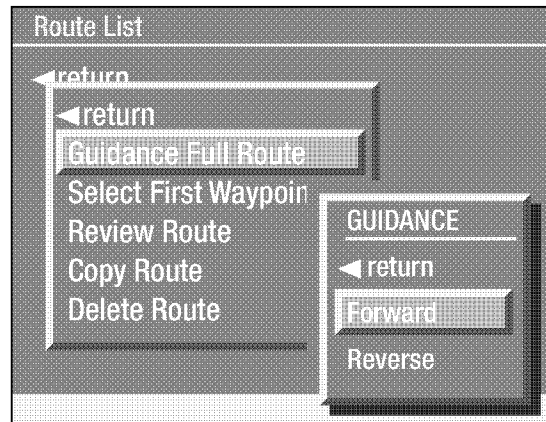 Route List
return
return
Guidance Full Route
Select First Waypoin
Review Route
Copy Route
Delete Route
GUIDANCE
return
Forward
Reverse